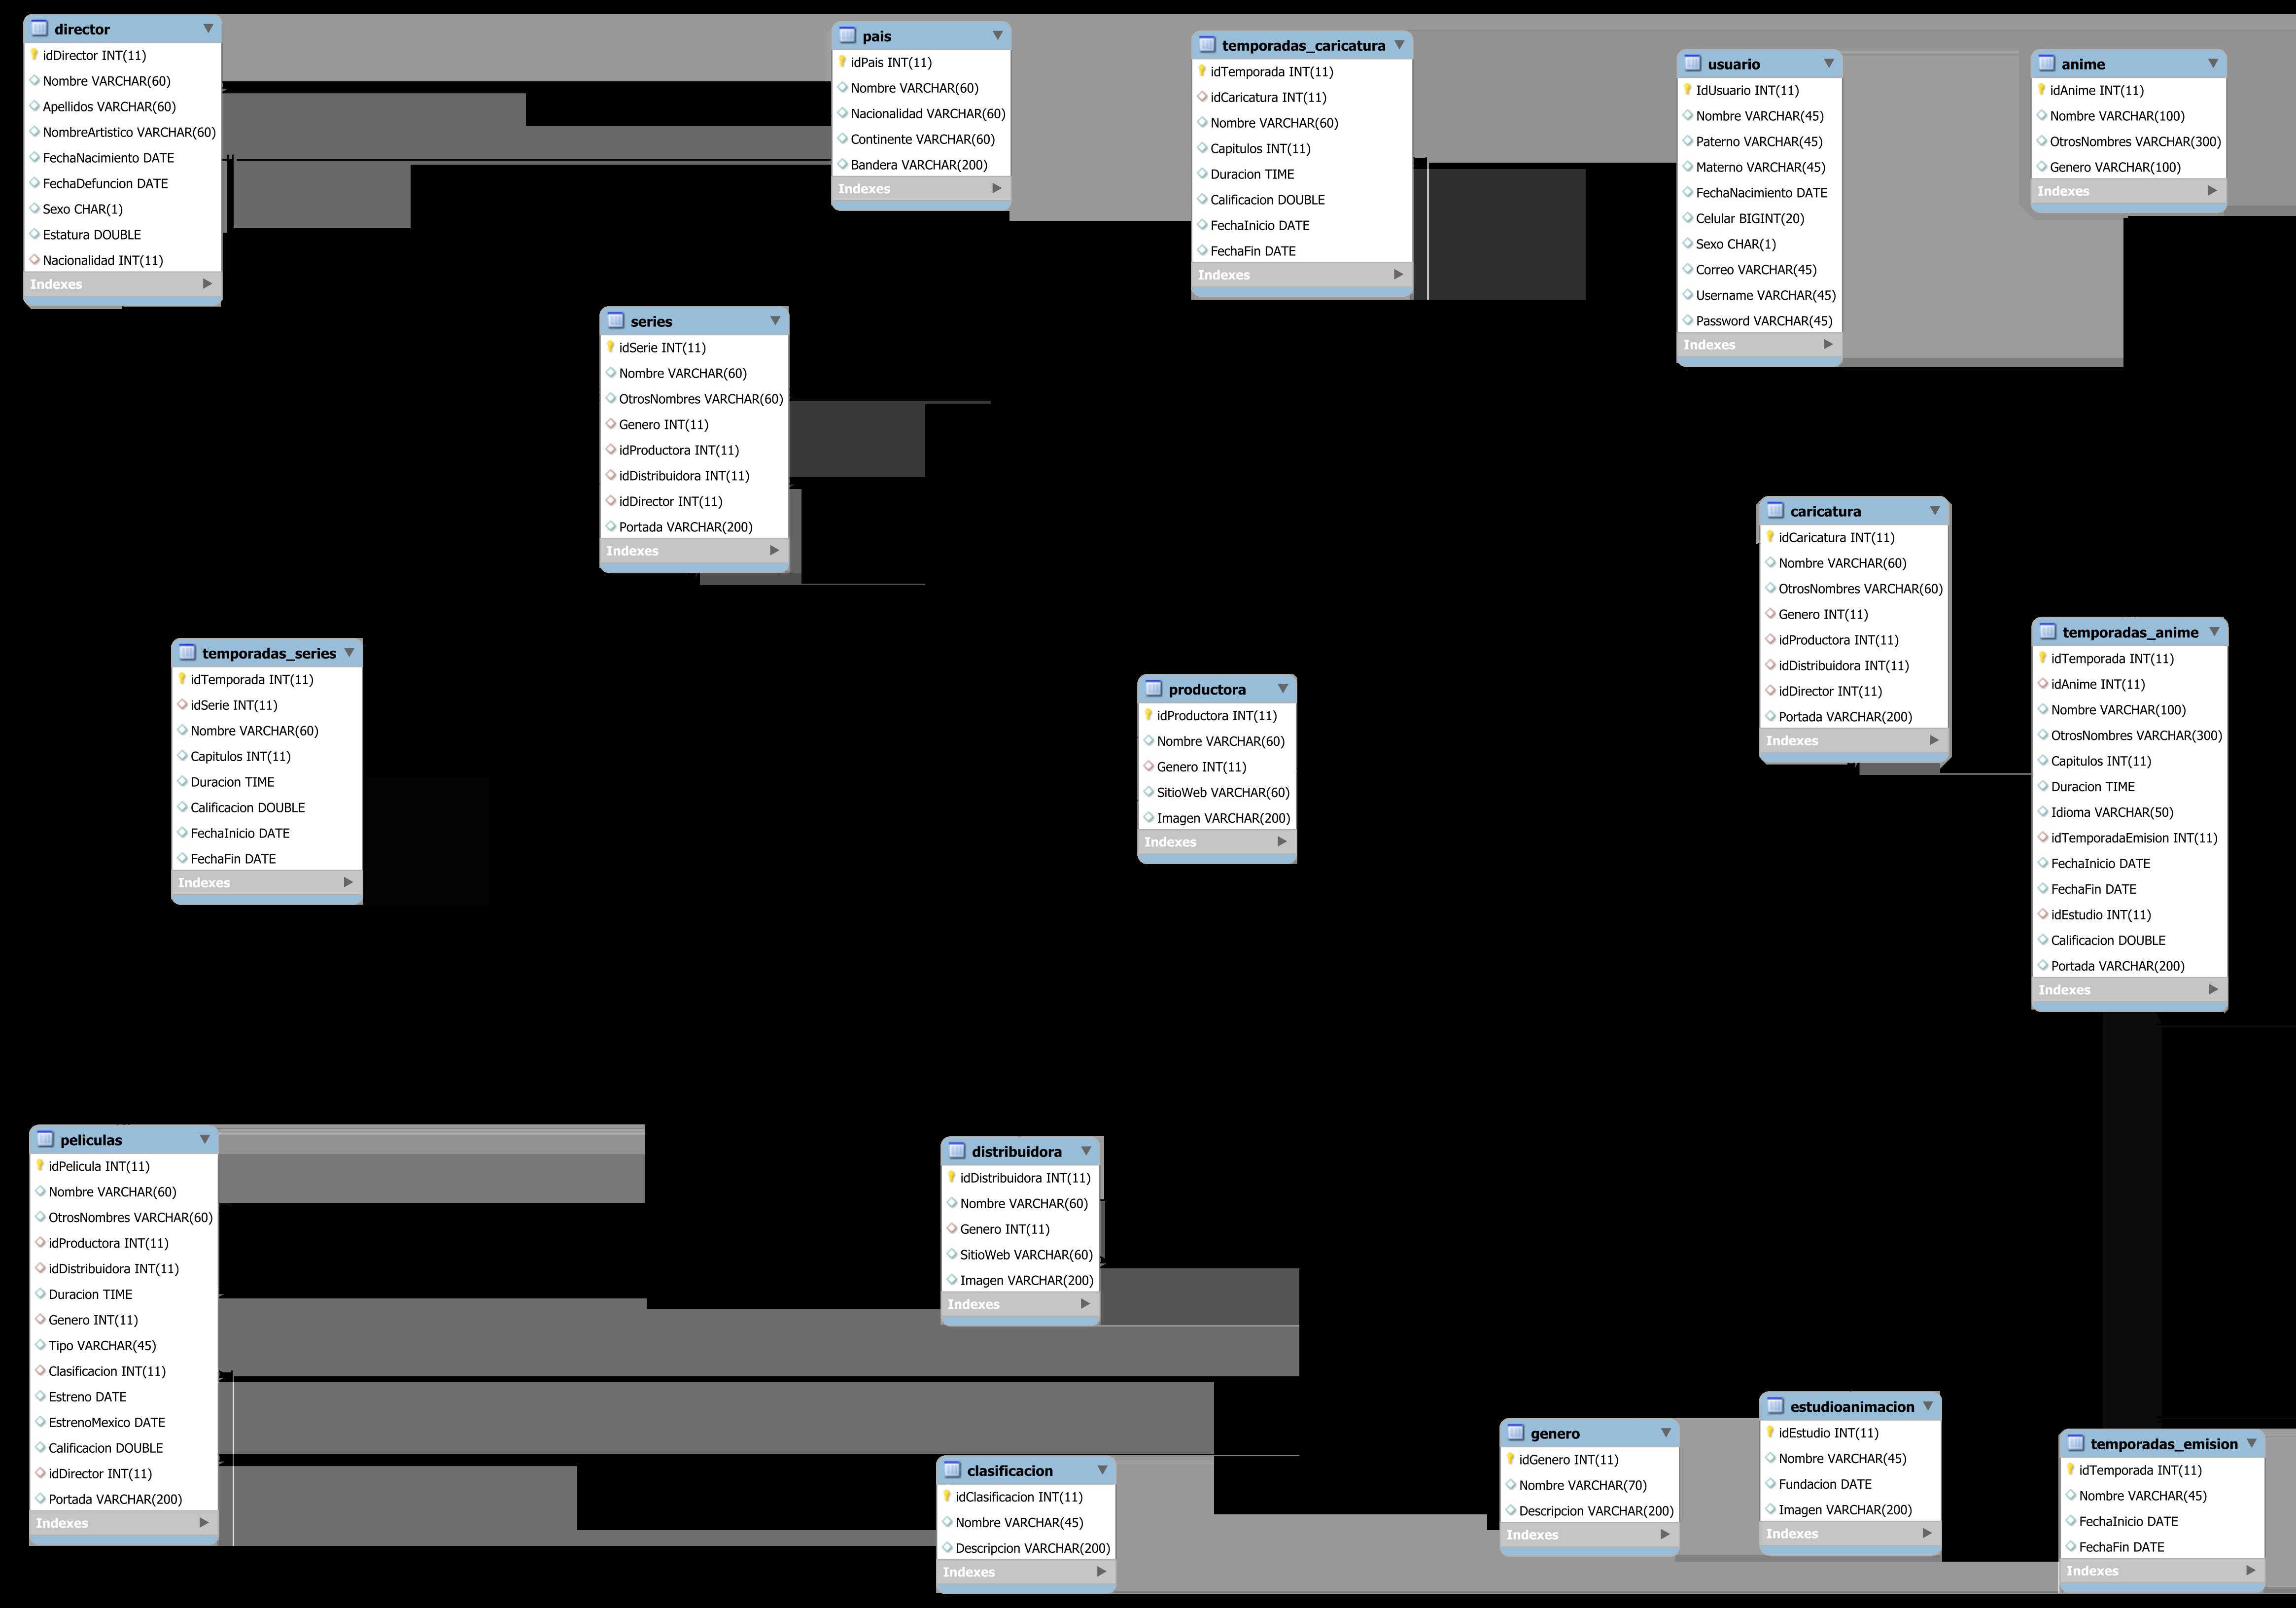 director
idDirector INT(11)
Nombre VARCHAR(60)
Apellidos VARCHAR(60)
NombreArtistico VARCHAR(60)
FechaNacimiento DATE
FechaDefuncion DATE
Sexo CHAR(1)
Estatura DOUBLE
Nacionalidad INT(11)
Indexes
pais
idPais INT(11)
Nombre VARCHAR(60)
Nacionalidad VARCHAR(60)
Continente VARCHAR(60)
Bandera VARCHAR(200)
Indexes
temporadas_caricatura
idTemporada INT(11)
idCaricatura INT(11)
Nombre VARCHAR(60)
Capitulos INT(11)
Duracion TIME
Calificacion DOUBLE
FechaInicio DATE
FechaFin DATE
Indexes
usuario
IdUsuario INT(11)
Nombre VARCHAR(45)
Paterno VARCHAR(45)
Materno VARCHAR(45)
FechaNacimiento DATE
Celular BIGINT(20)
Sexo CHAR(1)
Correo VARCHAR(45)
Username VARCHAR(45)
Password VARCHAR(45)
Indexes
anime
idAnime INT(11)
Nombre VARCHAR(100)
OtrosNombres VARCHAR(300)
Genero VARCHAR(100)
Indexes
series
idSerie INT(11)
Nombre VARCHAR(60)
OtrosNombres VARCHAR(60)
Genero INT(11)
idProductora INT(11)
idDistribuidora INT(11)
idDirector INT(11)
Portada VARCHAR(200)
Indexes
caricatura
idCaricatura INT(11)
Nombre VARCHAR(60)
OtrosNombres VARCHAR(60)
Genero INT(11)
idProductora INT(11)
idDistribuidora INT(11)
idDirector INT(11)
Portada VARCHAR(200)
Indexes
temporadas_series
idTemporada INT(11)
idSerie INT(11)
Nombre VARCHAR(60)
Capitulos INT(11)
Duracion TIME
Calificacion DOUBLE
FechaInicio DATE
FechaFin DATE
Indexes
productora
idProductora INT(11)
Nombre VARCHAR(60)
Genero INT(11)
SitioWeb VARCHAR(60)
Imagen VARCHAR(200)
Indexes
temporadas_anime
idTemporada INT(11)
idAnime INT(11)
Nombre VARCHAR(100)
OtrosNombres VARCHAR(300)
Capitulos INT(11)
Duracion TIME
Idioma VARCHAR(50)
idTemporadaEmision INT(11)
FechaInicio DATE
FechaFin DATE
idEstudio INT(11)
Calificacion DOUBLE
Portada VARCHAR(200)
Indexes
peliculas
idPelicula INT(11)
Nombre VARCHAR(60)
OtrosNombres VARCHAR(60)
idProductora INT(11)
idDistribuidora INT(11)
Duracion TIME
Genero INT(11)
Tipo VARCHAR(45)
Clasificacion INT(11)
Estreno DATE
EstrenoMexico DATE
Calificacion DOUBLE
idDirector INT(11)
Portada VARCHAR(200)
Indexes
distribuidora
idDistribuidora INT(11)
Nombre VARCHAR(60)
Genero INT(11)
SitioWeb VARCHAR(60)
Imagen VARCHAR(200)
Indexes
clasificacion
idClasificacion INT(11)
Nombre VARCHAR(45)
Descripcion VARCHAR(200)
Indexes
genero
idGenero INT(11)
Nombre VARCHAR(70)
Descripcion VARCHAR(200)
Indexes
estudioanimacion
idEstudio INT(11)
Nombre VARCHAR(45)
Fundacion DATE
Imagen VARCHAR(200)
Indexes
temporadas_emision
idTemporada INT(11)
Nombre VARCHAR(45)
FechaInicio DATE
FechaFin DATE
Indexes